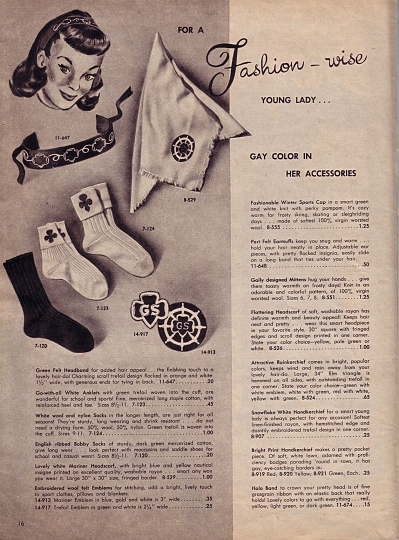 FOR A
Fashion - wise
YOUNG LADY . . .
GAY COLOR IN
HER ACCESSORIES
11-647
8-529
7-124
7-123
7-120
14-917
14-913
GS
GS
Fashionable Winter Sports Cap in a smart green
and white knit with perky pompom. It's cozy
warm for frosty skiing, skating or sleighriding
days . . . made of softest 100% virgin worsted
wool. 8-555 1.25
Pert Felt Earmuffs keep you snug and warm . . .
hold your hair neatly in place. Adjustable ear
pieces, with pretty flocked insignia, easily slide
on a long band that ties under your hair.
11-648 .50
Gaily designed Mittens hug your hands . . . give
them toasty warmth on frosty days! Knit in an
adorable and colorful pattern, of 100% virgin
worsted wool. Sizes 6, 7, 8. 8-551 1.25
Flattering Headscarf of soft, washable rayon has
definite warmth and beauty appeal! Keeps hair
neat and pretty . . . wear this smart headpiece
in your favorite style. 30" square with fringed
edges and scroll design printed in one corner.
State your color choice—yellow, pale green or
white. 8-526 1.00
Attractive Rainkerchief comes in bright, popular
colors, keeps wind and rain away from your
lovely hair-do. Large, 34" the triangle is
hemmed on all sides, with outstanding trefoil in
one corner. State your color choice—green with
white emblem, white with green, red with white,
yellow with green. 8-524 .65
Snowflake White Handkerchief for a sweet young
lady is always perfect for any occasion! Softest
linen-finished rayon, with hemstitched edge and
daintily embroidered trefoil design in one corner.
8-907 .25
Bright Print Handkerchief makes a pretty pocket
piece. Of soft, white lawn, adorned with proficiency
badges parading 'round in rows, it has
gay, eye-catching borders in:
8-919 Red; 8-920 Yellow, 8-921 Green, Each .25
Halo Band to crown your pretty head is of fine
grosgrain ribbon with an elastic back that really
holds! Lovely colors to go with everything . . . red,
yellow, light green, or dark green. 11-674 .15
Green Felt Headband for added hair appeal . . . the finishing touch to a
lovely hair-do! Charming scroll trefoil design flocked in orange and white.
1½" wide, with generous ends for tying in back. 11-647 .20
Go-with-all White Anklets with green trefoil woven into the cuff, are
wonderful for school and sports! Fine, mercerized long staple cotton, with
reinforced heel and toe. Sizes 8½-11. 7-123
White wool and nylon Socks in the longer length, are just right for all
seasons! They're sturdy, long wearing and shrink resistant . . . do not
need a drying form. 50% wool, 50% nylon. Green trefoil is woven into
the cuff. Sizes 9-11. 7-124 1.00
English ribbed Bobby Socks of sturdy, dark green mercerized cotton,
give long wear . . . look perfect with moccasins and saddle shoes for
school and casual wear! Sizes 8½-11. 7-120
Lovely white Mariner Headscarf, with bright blue and yellow nautical
insigne printed on excellent quality, washable rayon . . . smart any way
you wear it. Large 30" x 30" size, fringed border. 8-529 1.00
Embroidered wool felt Emblems for stitching, add a bright, lively touch
to sport clothes, pillows and blankets.
14-913 Mariner Emblem in blue, gold and white is 3" wide .35
14-917 Trefoil Emblem in green and white is 2½" wide .25
16